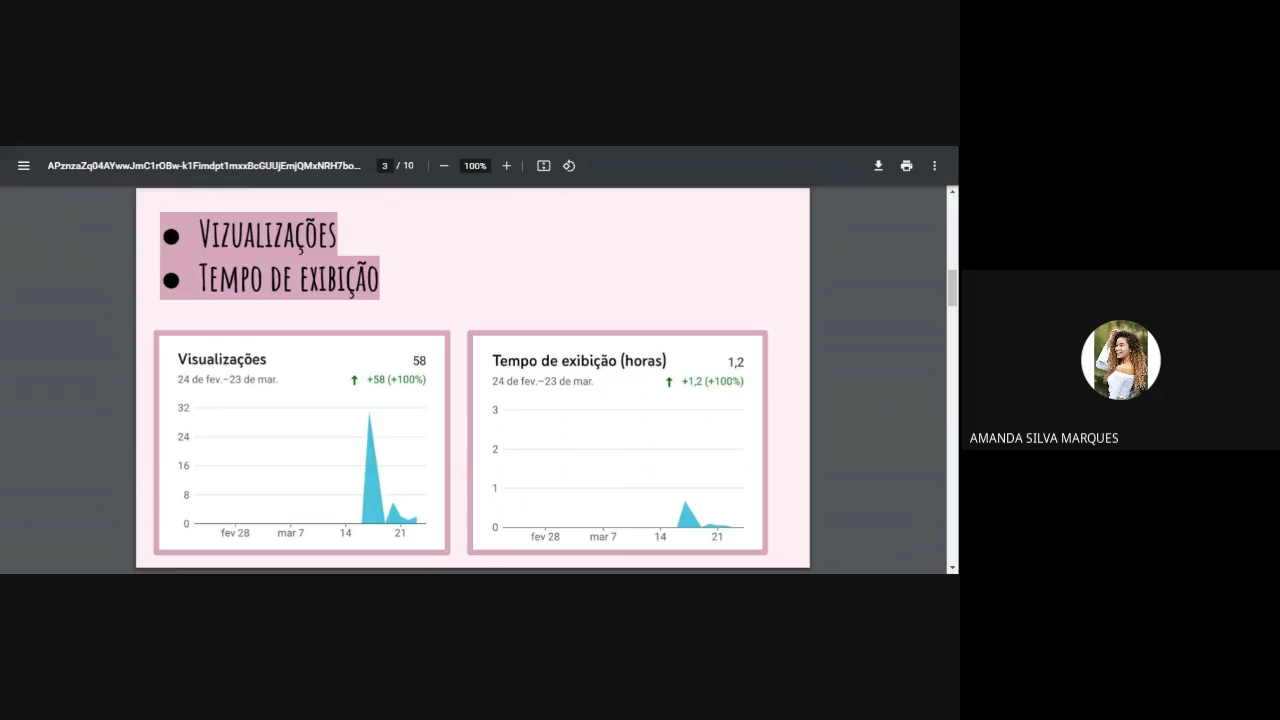 APznzaZq04AYwwJmC1rOBw-k1Fimdpt1mxxBcGUUjEmjQMxNRH7bo... 3 / 10 100%
● VIZUALIZAÇÕES
● TEMPO DE EXIBIÇÃO
Visualizações 58
24 de fev.–23 de mar. +58 (+100%)
32
24
16
8
0
fev 28 mar 7 14 21
Tempo de exibição (horas) 1,2
24 de fev.–23 de mar. +1,2 (+100%)
3
2
1
0
fev 28 mar 7 14 21
AMANDA SILVA MARQUES